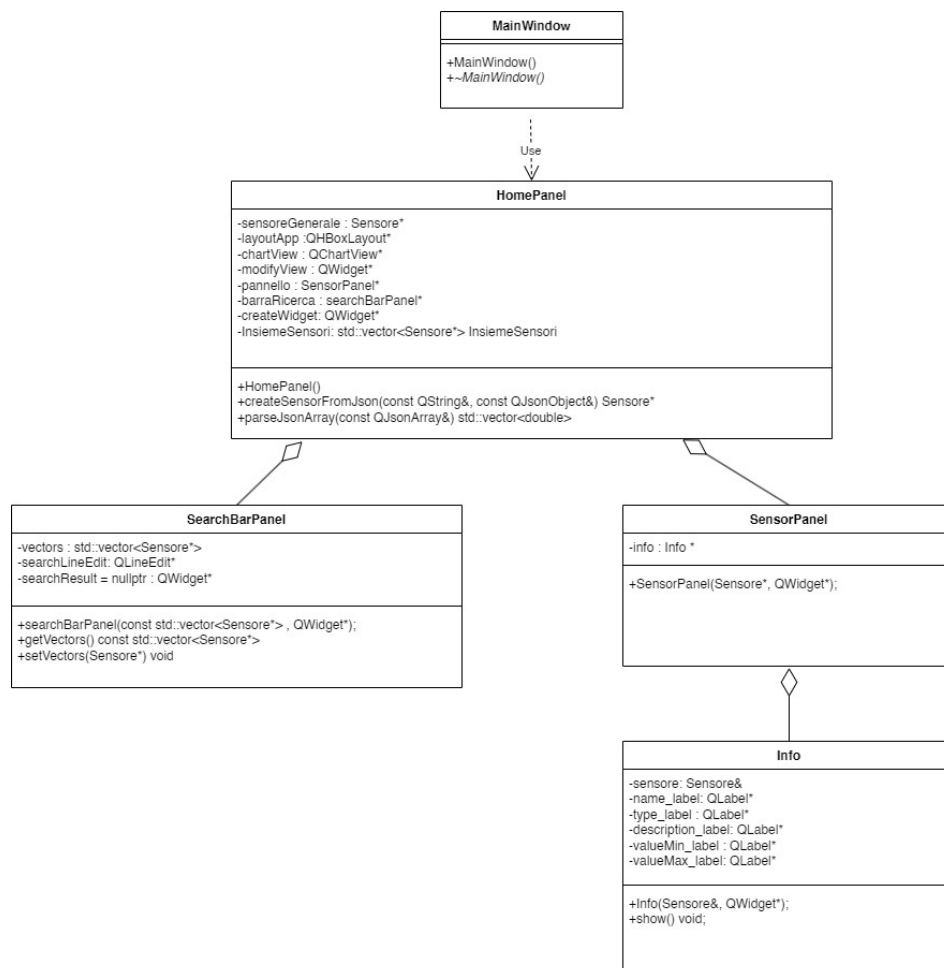 MainWindow
+MainWindow()
+~MainWindow()
Use
HomePanel
-sensoreGenerale : Sensore*
-layoutApp :QHBoxLayout*
-chartView : QChartView*
-modifyView : QWidget*
-pannello : SensorPanel*
-barraRicerca : searchBarPanel*
-createWidget: QWidget*
-InsiemeSensori: std::vector<Sensore*> InsiemeSensori
+HomePanel()
+createSensorFromJson(const QString&, const QJsonObject&) Sensore*
+parseJsonArray(const QJsonArray&) std::vector<double>
SearchBarPanel
-vectors : std::vector<Sensore*>
-searchLineEdit: QLineEdit*
-searchResult = nullptr : QWidget*
+searchBarPanel(const std::vector<Sensore*> , QWidget*);
+getVectors() const std::vector<Sensore*>
+setVectors(Sensore*) void
SensorPanel
-info : Info *
+SensorPanel(Sensore*, QWidget*);
Info
-sensore: Sensore&
-name_label: QLabel*
-type_label : QLabel*
-description_label: QLabel*
-valueMin_label : QLabel*
-valueMax_label: QLabel*
+Info(Sensore&, QWidget*);
+show() void;